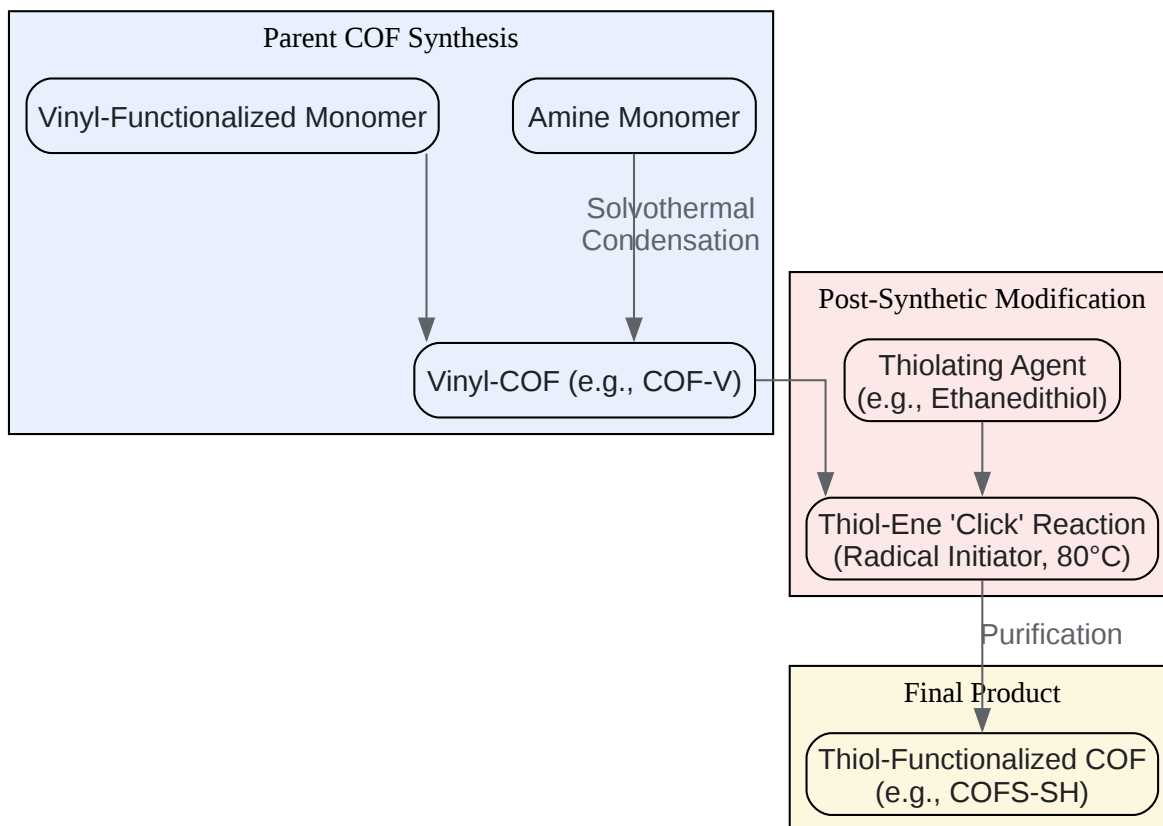 Parent COF Synthesis
Vinyl-Functionalized Monomer
Amine Monomer
Solvothermal
Condensation
Vinyl-COF (e.g., COF-V)
Post-Synthetic Modification
Thiolating Agent
(e.g., Ethanedithiol)
Thiol-Ene 'Click' Reaction
(Radical Initiator, 80°C)
Purification
Final Product
Thiol-Functionalized COF
(e.g., COFS-SH)